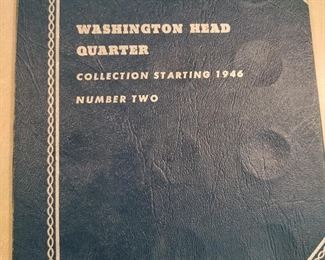 WASHINGTON HEAD
QUARTER
COLLECTION STARTING 1946
NUMBER TWO